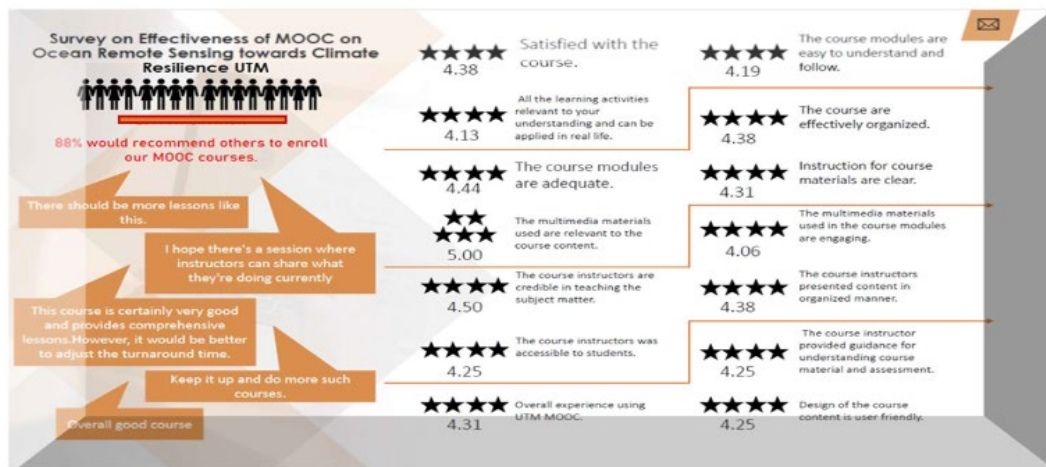 Survey on Effectiveness of MOOC on
Ocean Remote Sensing towards Climate
Resilience UTM
88% would recommend others to enroll
our MOOC courses.
There should be more lessons like
this.
I hope there's a session where
instructors can share what
they're doing currently
This course is certainly very good
and provides comprehensive
lessons.However, it would be better
to adjust the turnaround time.
Keep it up and do more such
courses.
Overall good course
4.38
Satisfied with the
course.
4.13
All the learning activities
relevant to your
understanding and can be
applied in real life.
4.44
The course modules
are adequate.
5.00
The multimedia materials
used are relevant to the
course content.
4.50
The course instructors are
credible in teaching the
subject matter.
4.25
The course instructors was
accessible to students.
4.31
Overall experience using
UTM MOOC.
4.19
The course modules are
easy to understand and
follow.
4.38
The course are
effectively organized.
4.31
Instruction for course
materials are clear.
4.06
The multimedia materials
used in the course modules
are engaging.
4.38
The course instructors
presented content in
organized manner.
4.25
The course instructor
provided guidance for
understanding course
material and assessment.
4.25
Design of the course
content is user friendly.